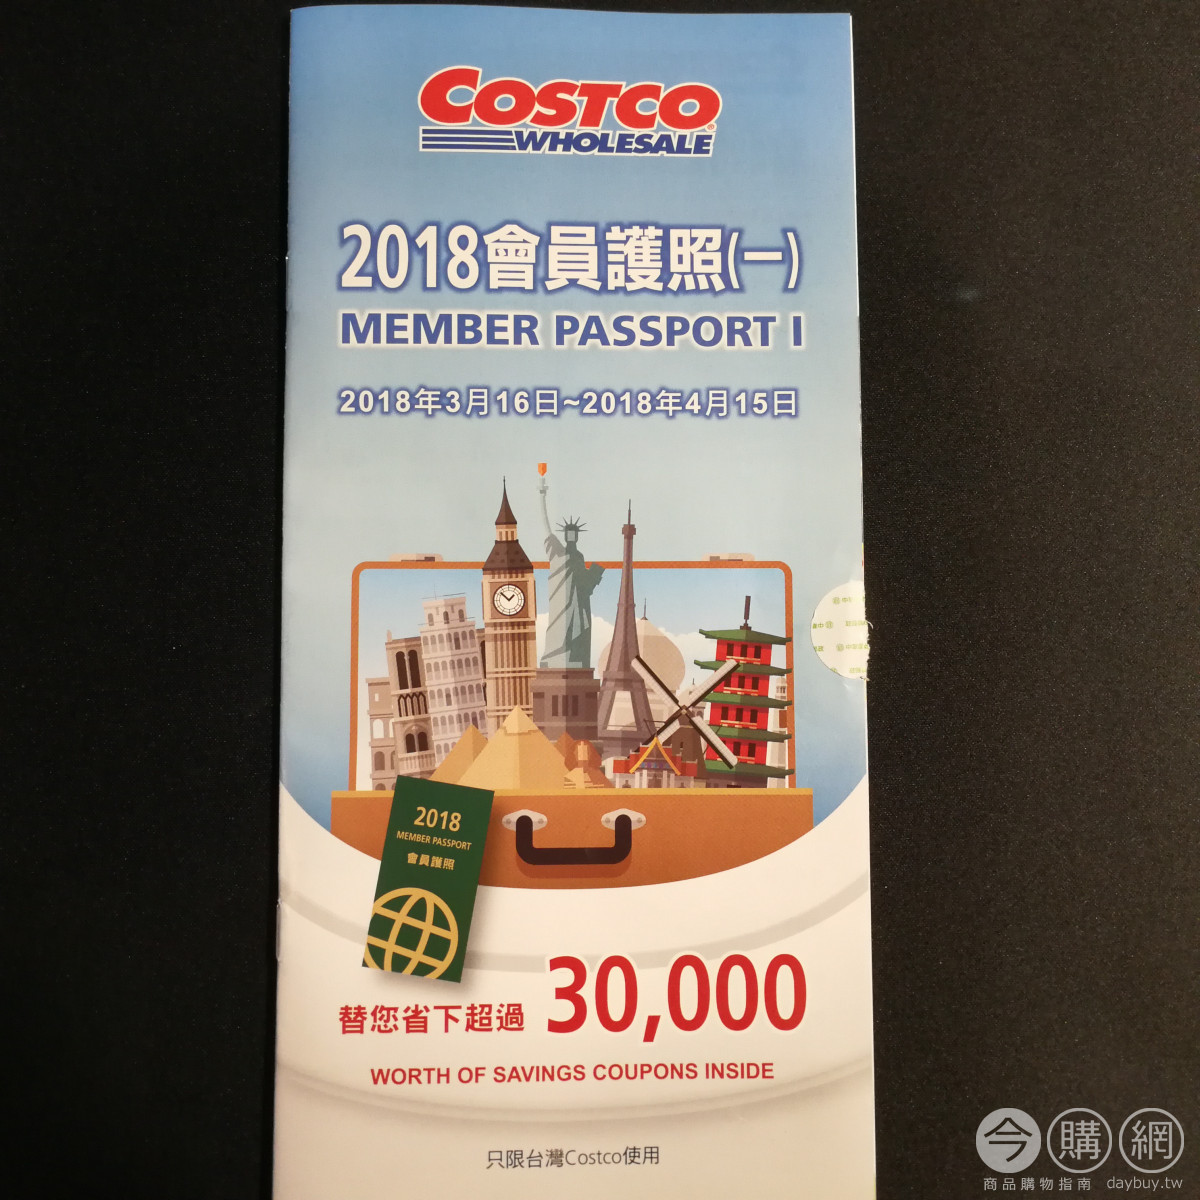 COSTCO
WHOLESALE
2018會員護照(一)
MEMBER PASSPORT I
2018年3月16日~2018年4月15日
2018
MEMBER PASSPORT
會員護照
替您省下超過 30,000
WORTH OF SAVINGS COUPONS INSIDE
只限台灣Costco使用
今購網
商品購物指南 daybuy.tw